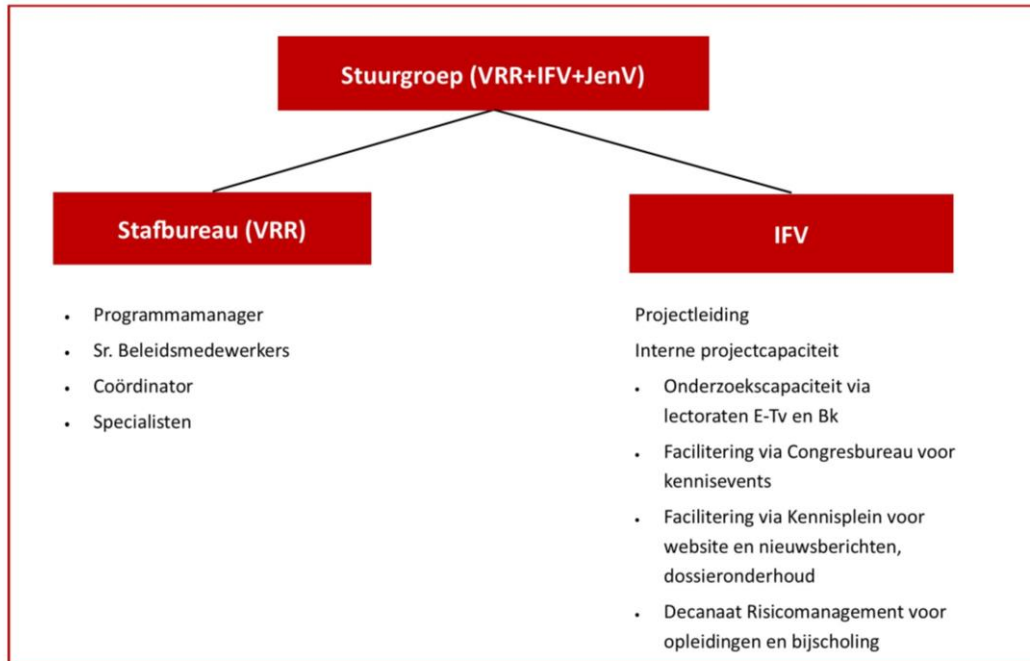 Stuurgroep (VRR+IFV+JenV)
Stafbureau (VRR)
• Programmamanager
• Sr. Beleidsmedewerkers
• Coördinator
• Specialisten
IFV
Projectleiding
Interne projectcapaciteit
• Onderzoekscapaciteit via
lectoraten E-Tv en Bk
• Facilitering via Congresbureau voor
kennisevents
• Facilitering via Kennisplein voor
website en nieuwsberichten,
dossieronderhoud
• Decanaat Risicomanagement voor
opleidingen en bijscholing